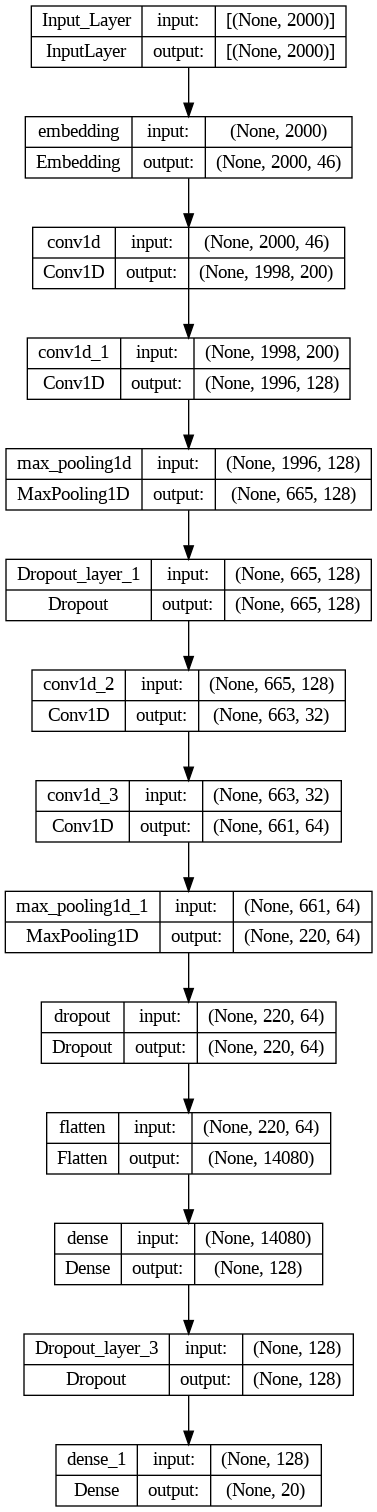 Input_Layer input: [(None, 2000)]
InputLayer output: [(None, 2000)]
embedding input: (None, 2000)
Embedding output: (None, 2000, 46)
conv1d input: (None, 2000, 46)
Conv1D output: (None, 1998, 200)
conv1d_1 input: (None, 1998, 200)
Conv1D output: (None, 1996, 128)
max_pooling1d input: (None, 1996, 128)
MaxPooling1D output: (None, 665, 128)
Dropout_layer_1 input: (None, 665, 128)
Dropout output: (None, 665, 128)
conv1d_2 input: (None, 665, 128)
Conv1D output: (None, 663, 32)
conv1d_3 input: (None, 663, 32)
Conv1D output: (None, 661, 64)
max_pooling1d_1 input: (None, 661, 64)
MaxPooling1D output: (None, 220, 64)
dropout input: (None, 220, 64)
Dropout output: (None, 220, 64)
flatten input: (None, 220, 64)
Flatten output: (None, 14080)
dense input: (None, 14080)
Dense output: (None, 128)
Dropout_layer_3 input: (None, 128)
Dropout output: (None, 128)
dense_1 input: (None, 128)
Dense output: (None, 20)